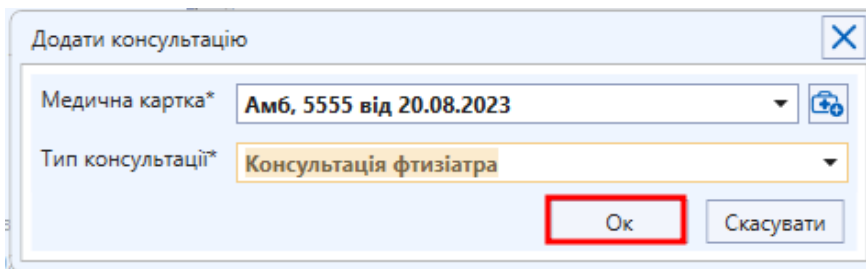 Додати консультацію
Медична картка* Амб, 5555 від 20.08.2023
Тип консультації* Консультація фтизіатра
Ок Скасувати